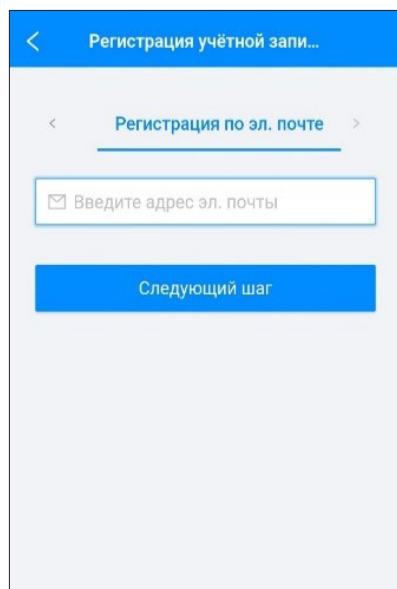 Регистрация учётной запи...
Регистрация по эл. почте
Введите адрес эл. почты
Следующий шаг